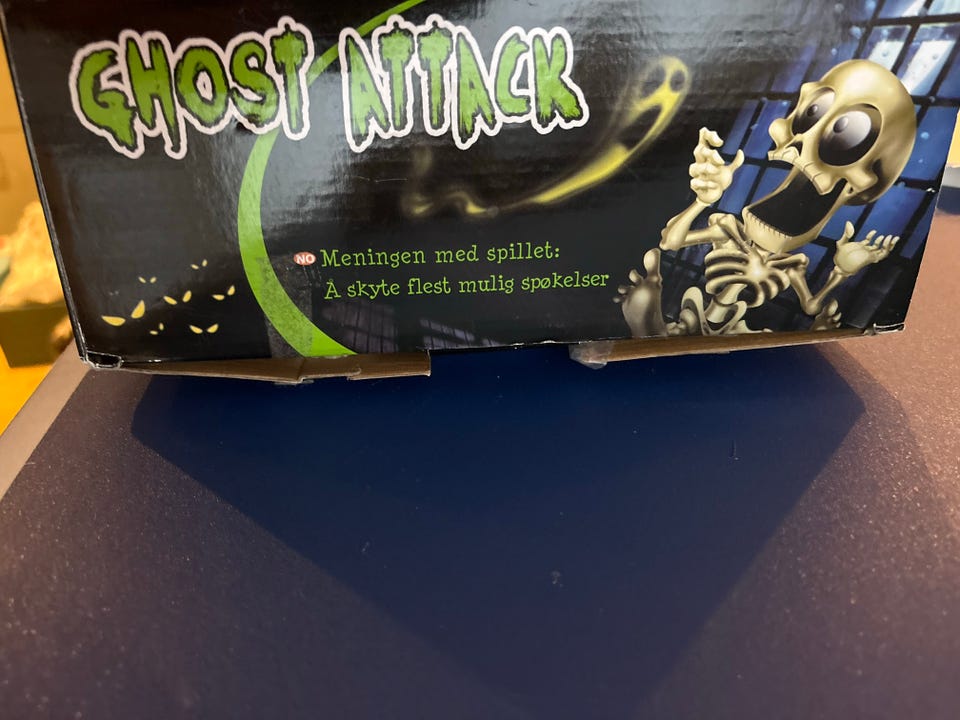 GHOST ATTACK
NO Meningen med spillet:
Å skyte flest mulig spøkelser